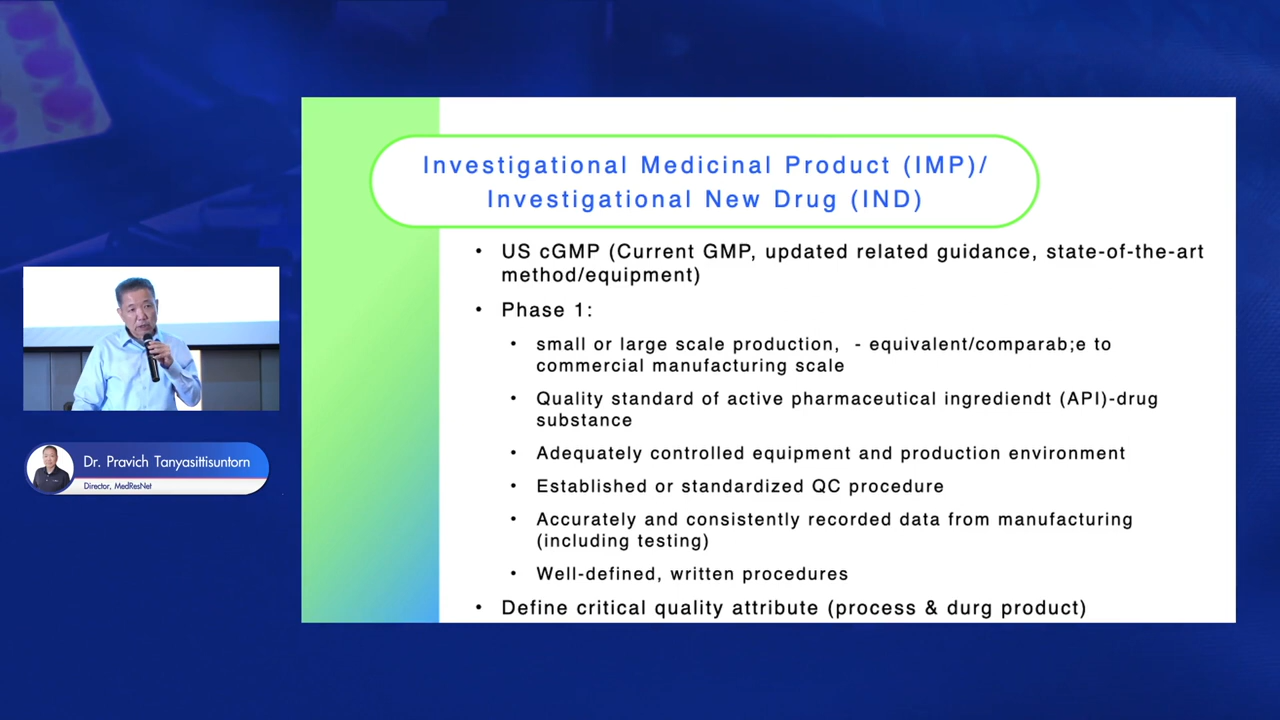 Investigational Medicinal Product (IMP)/
Investigational New Drug (IND)
• US cGMP (Current GMP, updated related guidance, state-of-the-art
method/equipment)
• Phase 1:
• small or large scale production,  - equivalent/comparab;e to
commercial manufacturing scale
• Quality standard of active pharmaceutical ingrediendt (API)-drug
substance
• Adequately controlled equipment and production environment
• Established or standardized QC procedure
• Accurately and consistently recorded data from manufacturing
(including testing)
• Well-defined, written procedures
• Define critical quality attribute (process & durg product)
Dr. Pravich Tanyasittisuntorn
Director, MedResNet